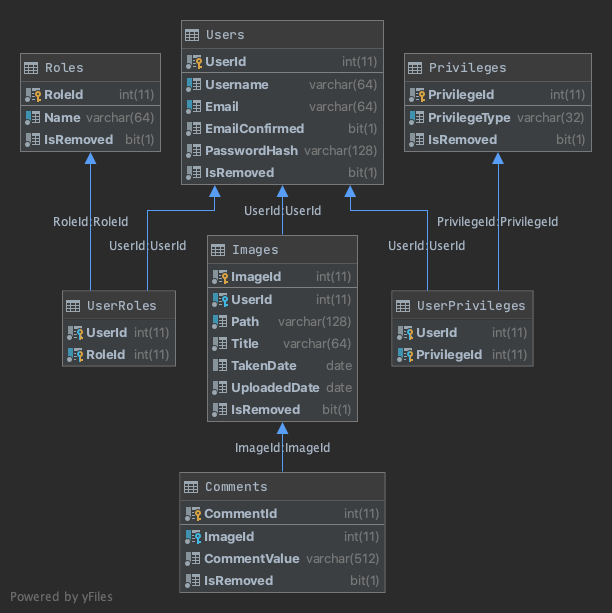 Users
UserId int(11)
Username varchar(64)
Email varchar(64)
EmailConfirmed bit(1)
PasswordHash varchar(128)
IsRemoved bit(1)
Roles
RoleId int(11)
Name varchar(64)
IsRemoved bit(1)
Privileges
PrivilegeId int(11)
PrivilegeType varchar(32)
IsRemoved bit(1)
RoleId:RoleId
UserId:UserId
UserId:UserId
UserId:UserId
PrivilegeId:PrivilegeId
UserRoles
UserId int(11)
RoleId int(11)
Images
ImageId int(11)
UserId int(11)
Path varchar(128)
Title varchar(64)
TakenDate date
UploadedDate date
IsRemoved bit(1)
UserPrivileges
UserId int(11)
PrivilegeId int(11)
ImageId:ImageId
Comments
CommentId int(11)
ImageId int(11)
CommentValue varchar(512)
IsRemoved bit(1)
Powered by yFiles